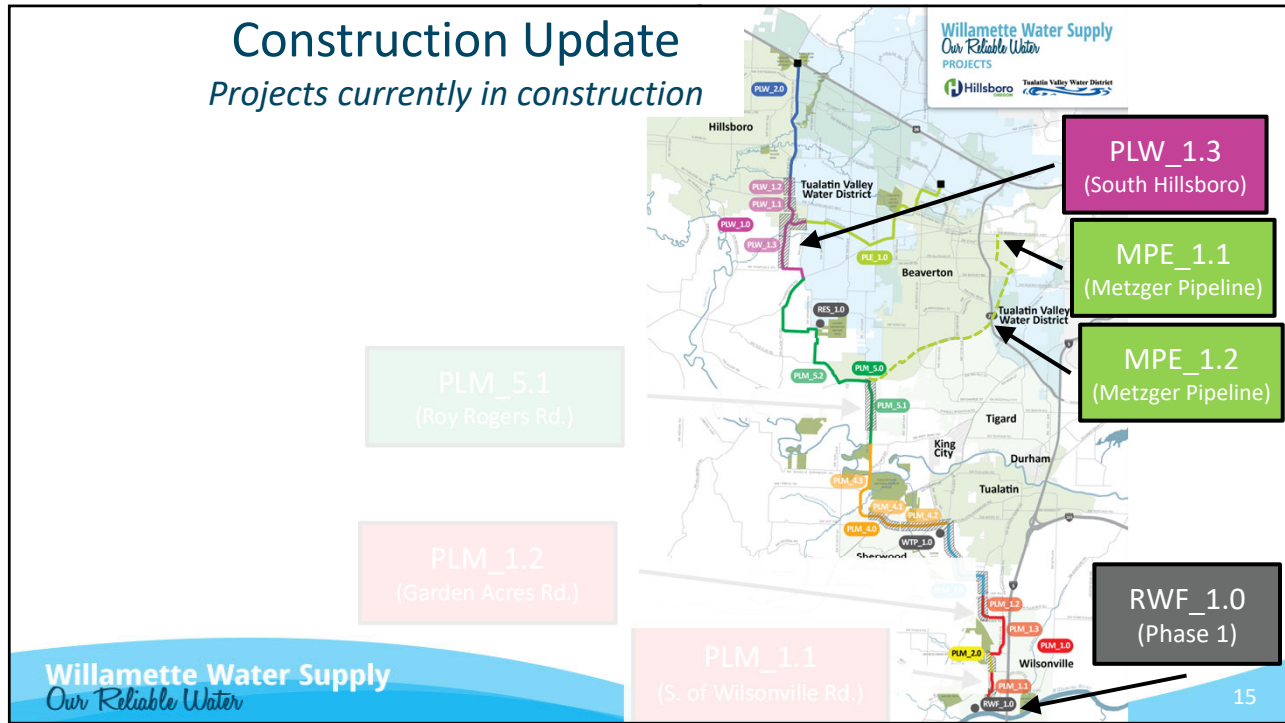 Construction Update
Projects currently in construction
Willamette Water Supply
Our Reliable Water
PROJECTS
Hillsboro
OREGON
Tualatin Valley Water District
PLW_2.0
Hillsboro
26
PLW_1.2
Tualatin Valley
Water District
PLW_1.1
PLW_1.0
PLW_1.3
PLE_1.0
Beaverton
RES_1.0
Tualatin Valley
Water District
PLM_5.2
PLM_5.0
PLM_5.1
Tigard
King
City
Durham
PLM_4.3
Tualatin
PLM_4.1
PLM_4.2
PLM_4.0
WTP_1.0
Sherwood
PLM_1.2
PLM_1.3
PLM_1.0
PLM_2.0
Wilsonville
PLM_1.1
RWF_1.0
PLW_1.3
(South Hillsboro)
MPE_1.1
(Metzger Pipeline)
MPE_1.2
(Metzger Pipeline)
PLM_5.1
(Roy Rogers Rd.)
PLM_1.2
(Garden Acres Rd.)
RWF_1.0
(Phase 1)
PLM_1.1
(S. of Wilsonville Rd.)
Willamette Water Supply
Our Reliable Water
15